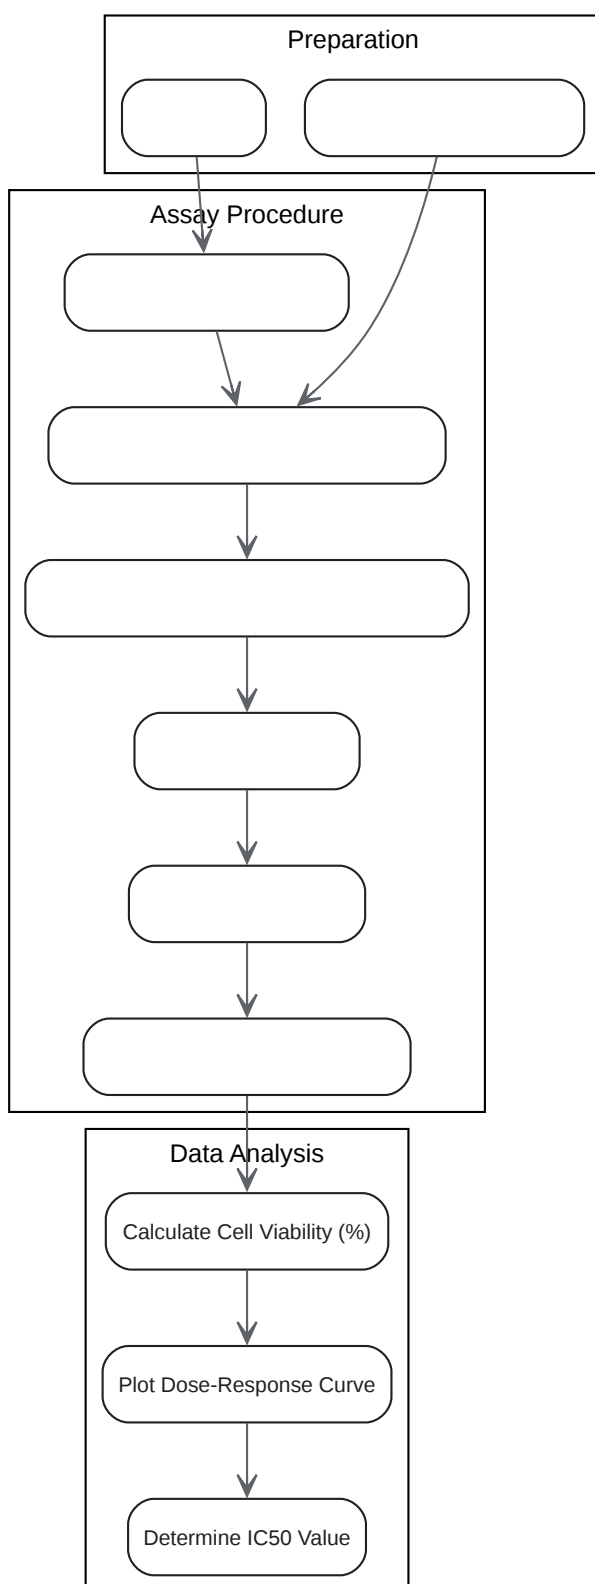 Preparation
Assay Procedure
Data Analysis
Calculate Cell Viability (%)
Plot Dose-Response Curve
Determine IC50 Value